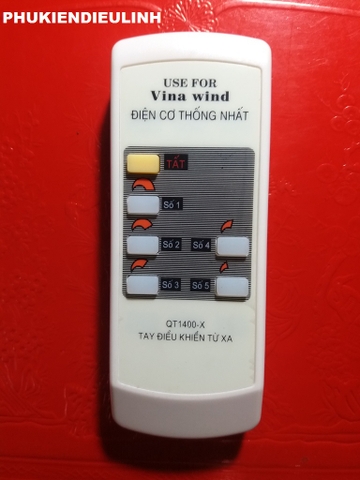 PHUKIENDIEULINH
USE FOR
Vina wind
ĐIỆN CƠ THỐNG NHẤT
TẮT
Số 1
Số 2 Số 4
Số 3 Số 5
QT1400-X
TAY ĐIỀU KHIỂN TỪ XA